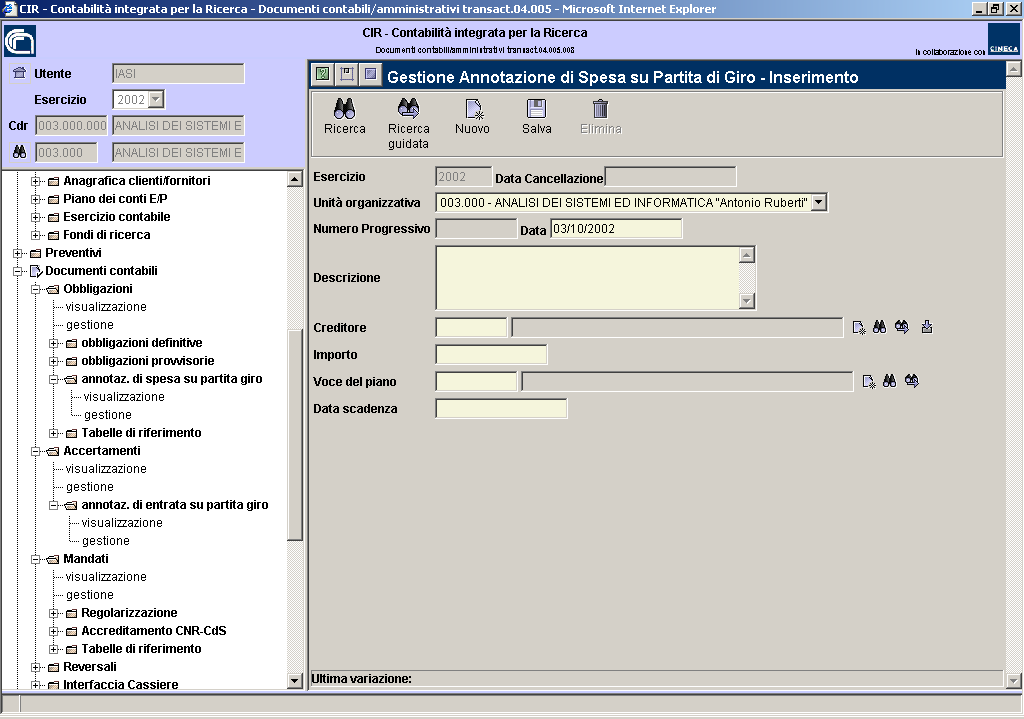 CIR - Contabilità integrata per la Ricerca - Documenti contabili/amministrativi transact.04.005 - Microsoft Internet Explorer
CIR - Contabilità integrata per la Ricerca
Documenti contabili/amministrativi transact.04.005.008
In collaborazione con
CINECA
Utente IASI
Esercizio 2002
Cdr 003.000.000 ANALISI DEI SISTEMI E
003.000 ANALISI DEI SISTEMI E
Anagrafica clienti/fornitori
Piano dei conti E/P
Esercizio contabile
Fondi di ricerca
Preventivi
Documenti contabili
Obbligazioni
visualizzazione
gestione
obbligazioni definitive
obbligazioni provvisorie
annotaz. di spesa su partita giro
visualizzazione
gestione
Tabelle di riferimento
Accertamenti
visualizzazione
gestione
annotaz. di entrata su partita giro
visualizzazione
gestione
Mandati
visualizzazione
gestione
Regolarizzazione
Accreditamento CNR-CdS
Tabelle di riferimento
Reversali
Interfaccia Cassiere
Gestione Annotazione di Spesa su Partita di Giro - Inserimento
Ricerca
Ricerca guidata
Nuovo
Salva
Elimina
Esercizio 2002 Data Cancellazione
Unità organizzativa 003.000 - ANALISI DEI SISTEMI ED INFORMATICA "Antonio Ruberti"
Numero Progressivo Data 03/10/2002
Descrizione
Creditore
Importo
Voce del piano
Data scadenza
Ultima variazione: